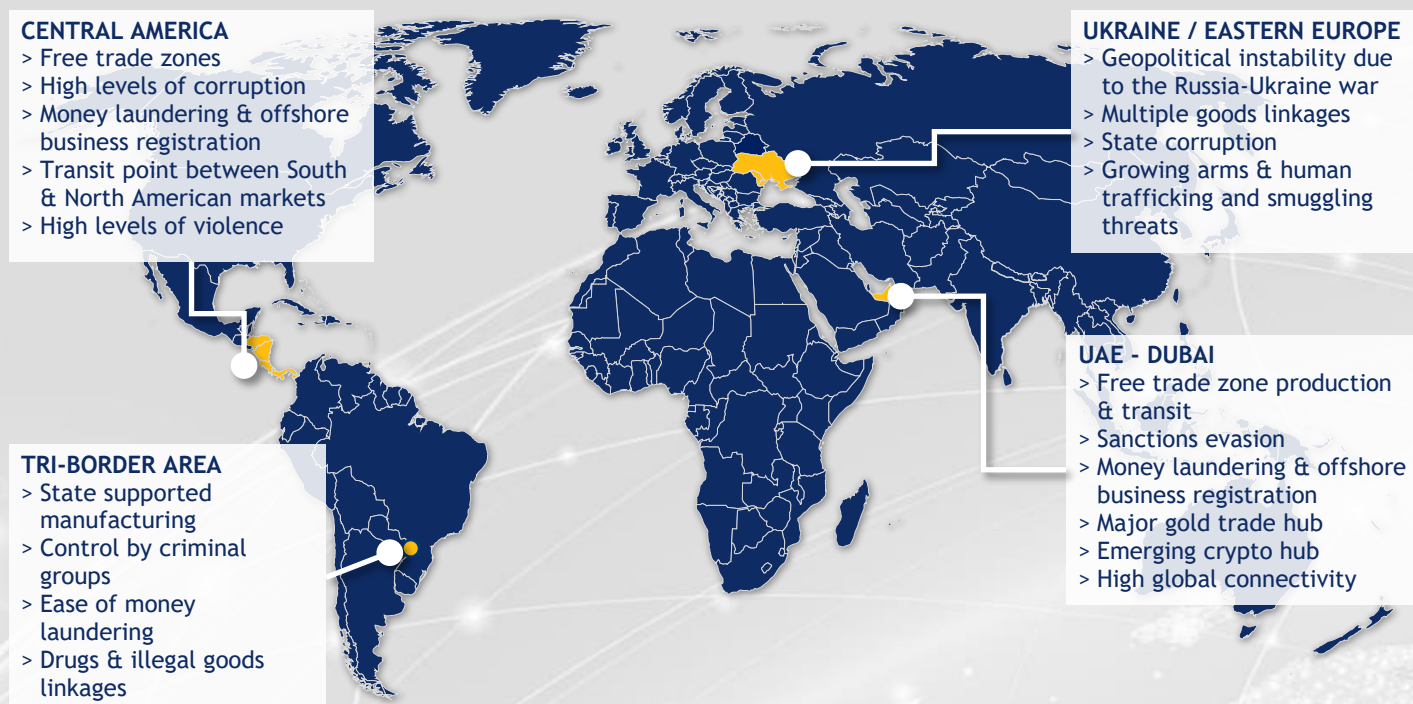 CENTRAL AMERICA
> Free trade zones
> High levels of corruption
> Money laundering & offshore
business registration
> Transit point between South
& North American markets
> High levels of violence
UKRAINE / EASTERN EUROPE
> Geopolitical instability due
to the Russia-Ukraine war
> Multiple goods linkages
> State corruption
> Growing arms & human
trafficking and smuggling
threats
TRI-BORDER AREA
> State supported
manufacturing
> Control by criminal
groups
> Ease of money
laundering
> Drugs & illegal goods
linkages
UAE - DUBAI
> Free trade zone production
& transit
> Sanctions evasion
> Money laundering & offshore
business registration
> Major gold trade hub
> Emerging crypto hub
> High global connectivity